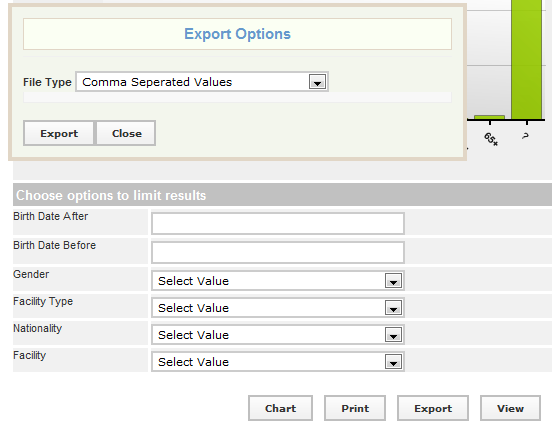 Export Options
File Type Comma Seperated Values
Export Close
65+ ?
Choose options to limit results
Birth Date After
Birth Date Before
Gender Select Value
Facility Type Select Value
Nationality Select Value
Facility Select Value
Chart Print Export View